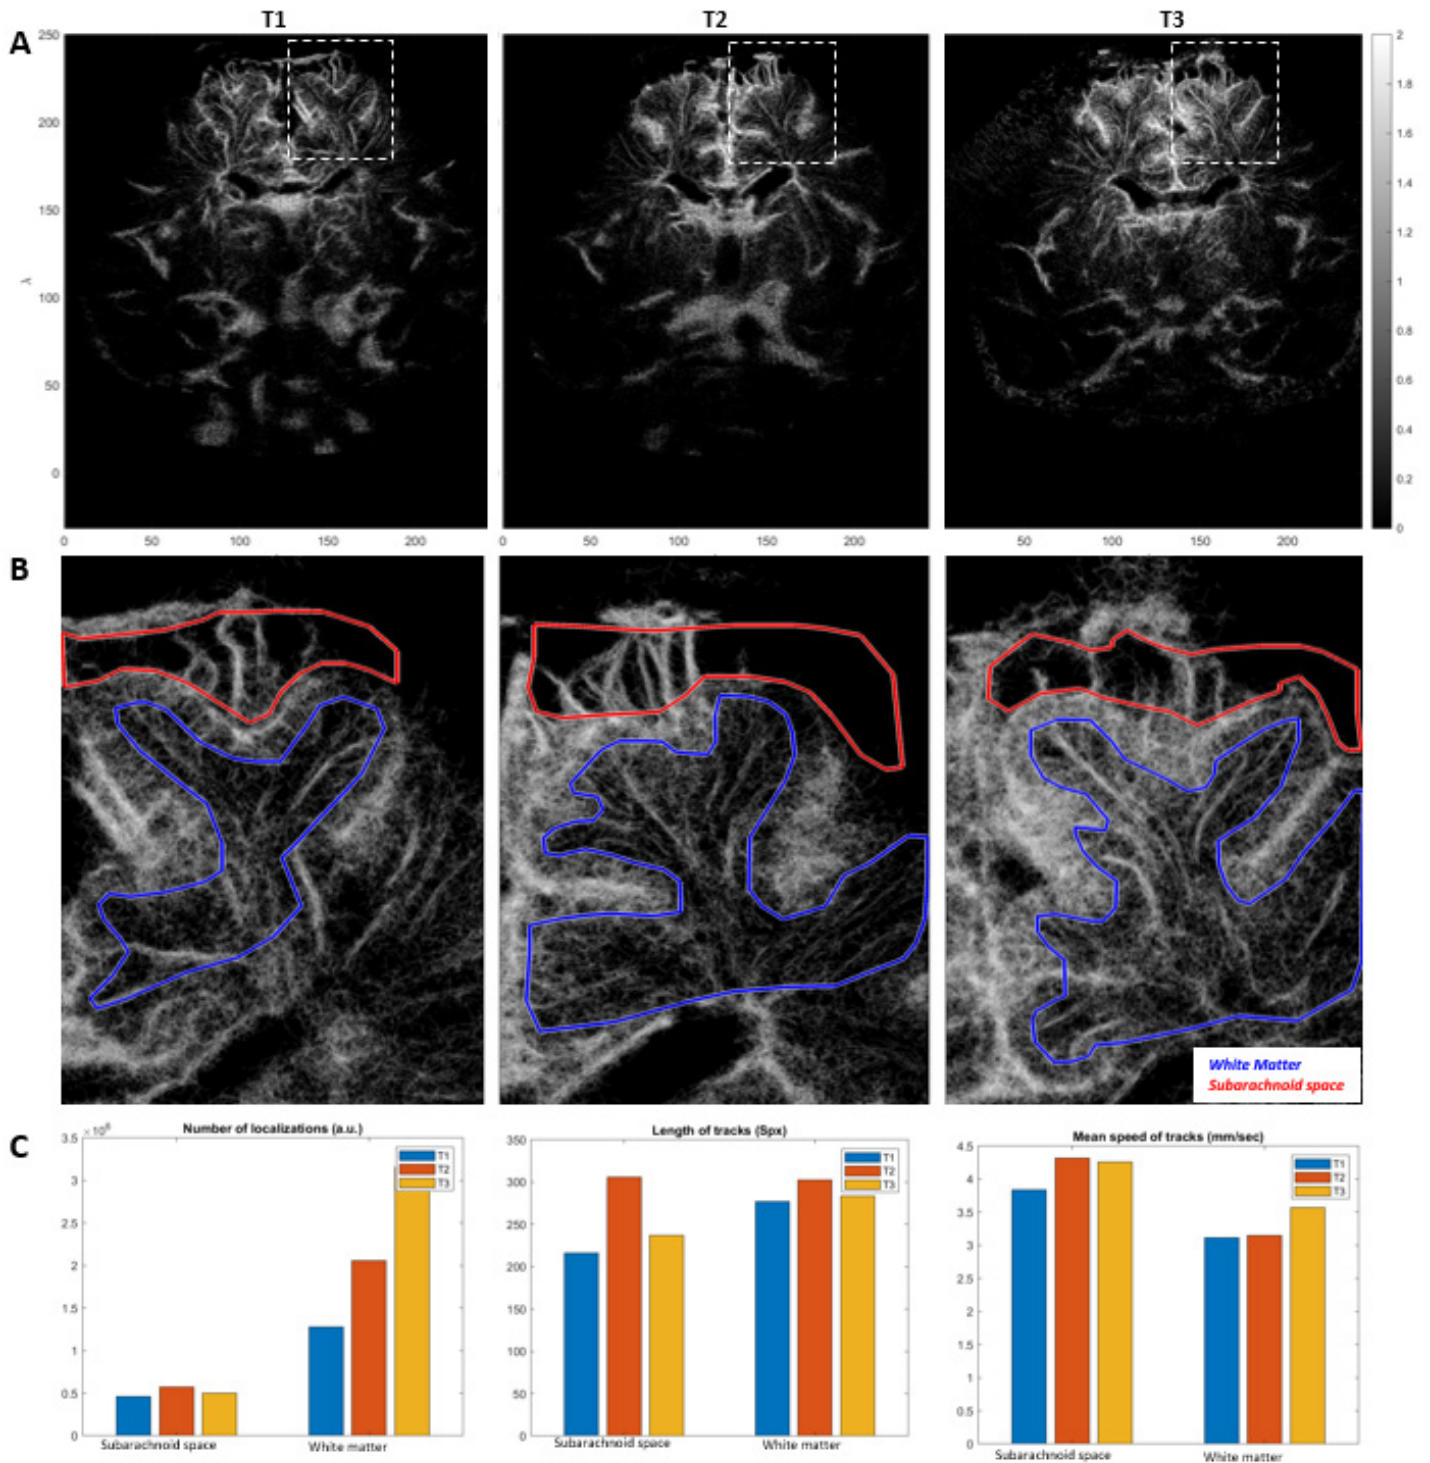 T1 T2 T3
A
250
200
150
100
50
0
λ
0 50 100 150 200
0 50 100 150 200
50 100 150 200
2
1.8
1.6
1.4
1.2
1
0.8
0.6
0.4
0.2
0
B
White Matter
Subarachnoid space
C
Number of localizations (a.u.)
3.5
3
2.5
2
1.5
1
0.5
0
T1
T2
T3
Subarachnoid space White matter
Length of tracks (Spx)
350
300
250
200
150
100
50
0
T1
T2
T3
Subarachnoid space White matter
Mean speed of tracks (mm/sec)
4.5
4
3.5
3
2.5
2
1.5
1
0.5
0
T1
T2
T3
Subarachnoid space White matter